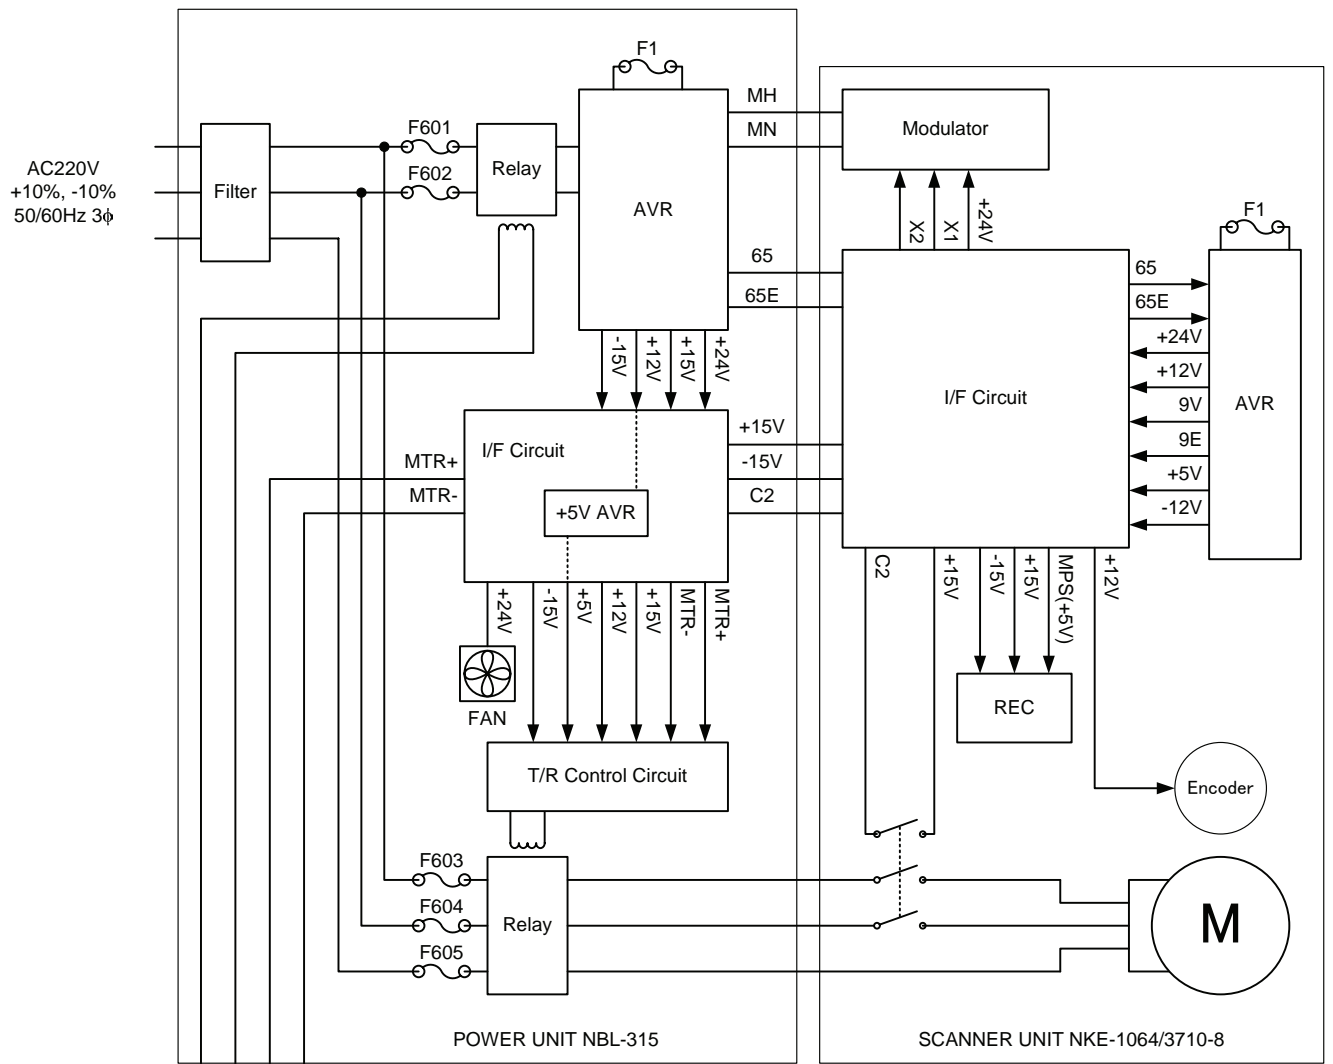 F1
AC220V
+10%, -10%
50/60Hz 3ϕ
Filter
F601
F602
Relay
AVR
MH
MN
65
65E
-15V
+12V
+15V
+24V
I/F Circuit
+5V AVR
MTR+
MTR-
+15V
-15V
C2
+24V
-15V
+5V
+12V
+15V
MTR-
MTR+
FAN
T/R Control Circuit
F603
F604
F605
Relay
POWER UNIT NBL-315
Modulator
X2
X1
+24V
F1
I/F Circuit
65
65E
+24V
+12V
9V
9E
+5V
-12V
AVR
C2
+15V
-15V
+15V
MPS(+5V)
+12V
REC
Encoder
M
SCANNER UNIT NKE-1064/3710-8